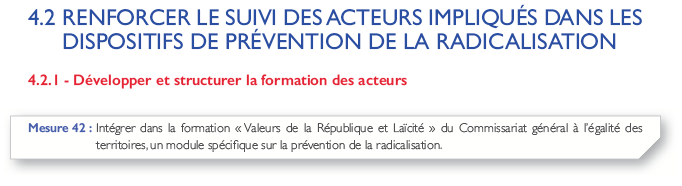 4.2 RENFORCER LE SUIVI DES ACTEURS IMPLIQUÉS DANS LES
DISPOSITIFS DE PRÉVENTION DE LA RADICALISATION
4.2.1 - Développer et structurer la formation des acteurs
Mesure 42 : Intégrer dans la formation « Valeurs de la République et Laïcité » du Commissariat général à l'égalité des
territoires, un module spécifique sur la prévention de la radicalisation.